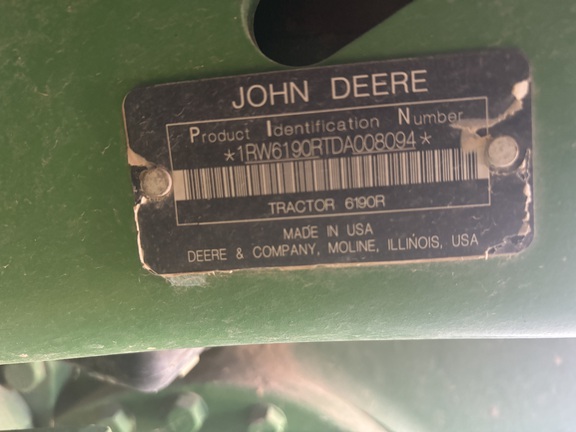 JOHN DEERE
Product Identification Number
*1RW6190RTDA008094*
TRACTOR 6190R
MADE IN USA
DEERE & COMPANY, MOLINE, ILLINOIS, USA